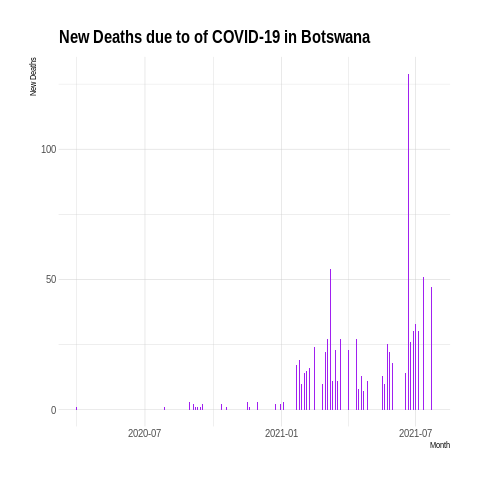 New Deaths due to of COVID-19 in Botswana
New Deaths
100
50
0
2020-07
2021-01
2021-07
Month